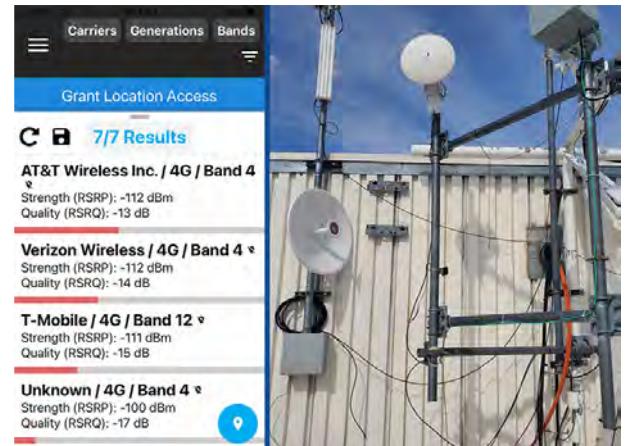 Carriers Generations Bands
Grant Location Access
7/7 Results
AT&T Wireless Inc. / 4G / Band 4
Strength (RSRP): -112 dBm
Quality (RSRQ): -13 dB
Verizon Wireless / 4G / Band 4
Strength (RSRP): -112 dBm
Quality (RSRQ): -14 dB
T-Mobile / 4G / Band 12
Strength (RSRP): -111 dBm
Quality (RSRQ): -15 dB
Unknown / 4G / Band 4
Strength (RSRP): -100 dBm
Quality (RSRQ): -17 dB